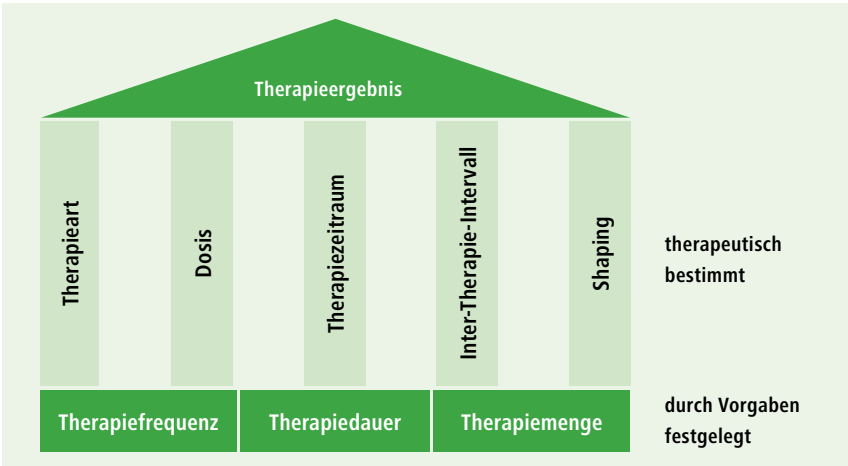 Therapieergebnis
Therapieart
Dosis
Therapiezeitraum
Inter-Therapie-Intervall
Shaping
therapeutisch
bestimmt
Therapiefrequenz
Therapiedauer
Therapiemenge
durch Vorgaben
festgelegt